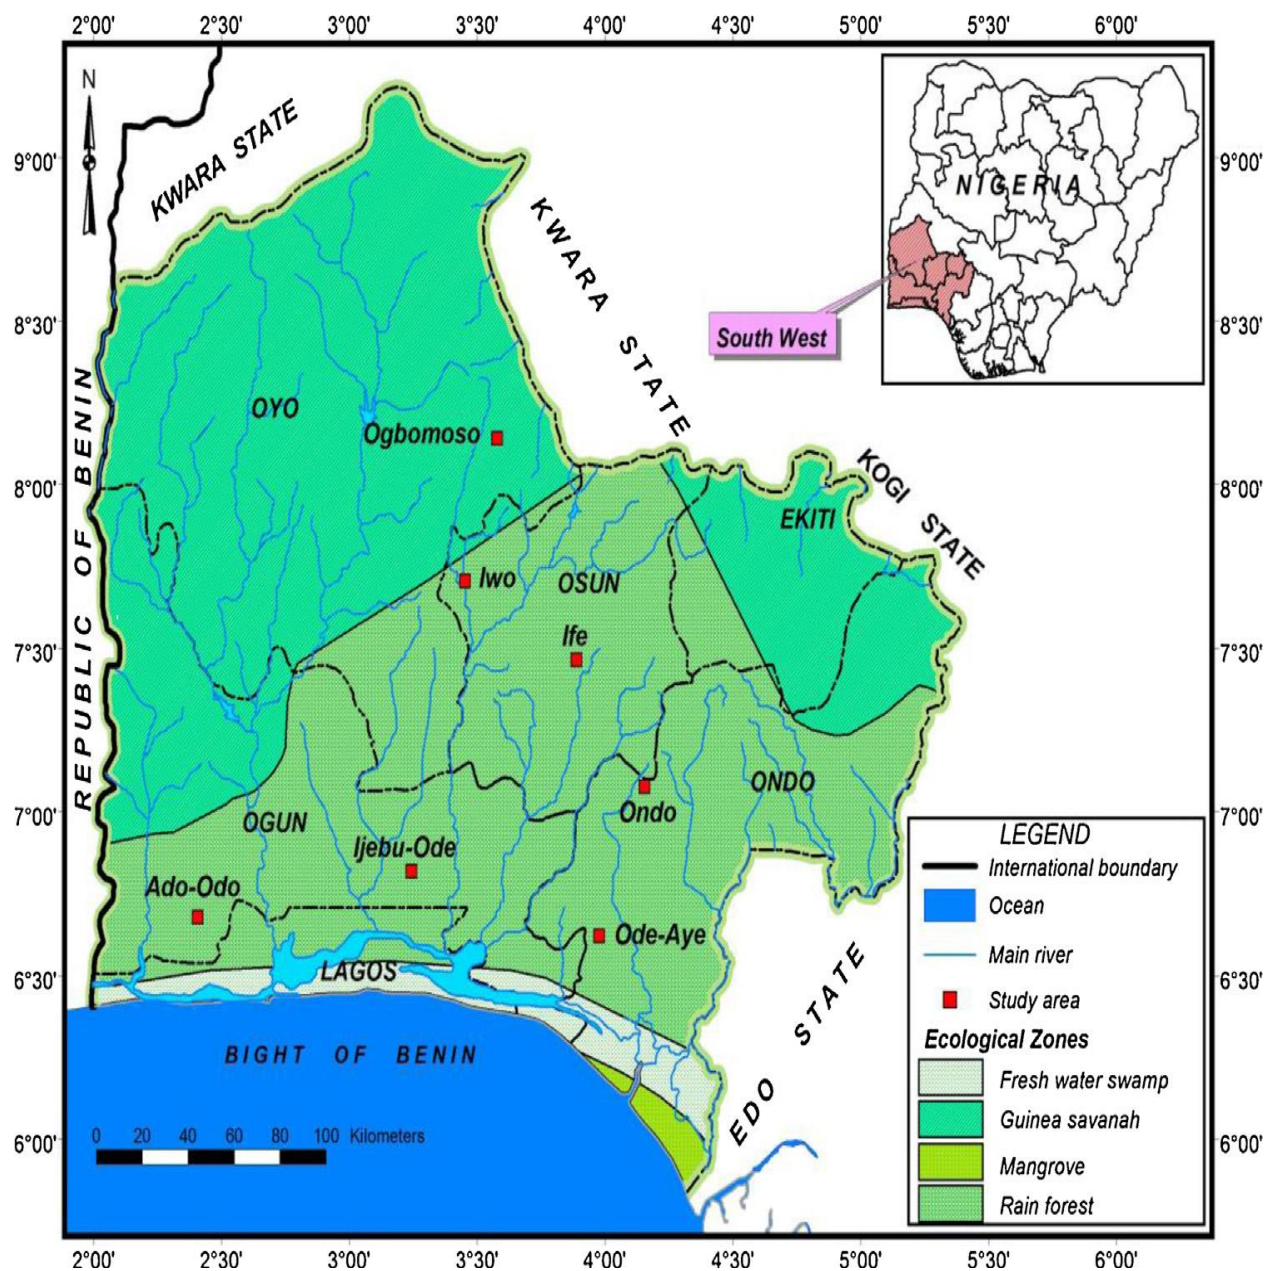 2°00' 2°30' 3°00' 3°30' 4°00' 4°30' 5°00' 5°30' 6°00'
N
KWARA STATE
NIGERIA
South West
9°00' 9°00'
KWARA STATE
8°30' 8°30'
OYO
Ogbomoso
REPUBLIC OF BENIN
KOGI STATE
8°00' 8°00'
EKITI
Iwo
OSUN
Ife
7°30' 7°30'
ONDO
Ondo
7°00' 7°00'
OGUN
Ijebu-Ode
Ado-Odo
Ode-Aye
6°30' 6°30'
LAGOS
EDO STATE
BIGHT OF BENIN
6°00' 6°00'
0 20 40 60 80 100 Kilometers
LEGEND
International boundary
Ocean
Main river
Study area
Ecological Zones
Fresh water swamp
Guinea savanah
Mangrove
Rain forest
2°00' 2°30' 3°00' 3°30' 4°00' 4°30' 5°00' 5°30' 6°00'